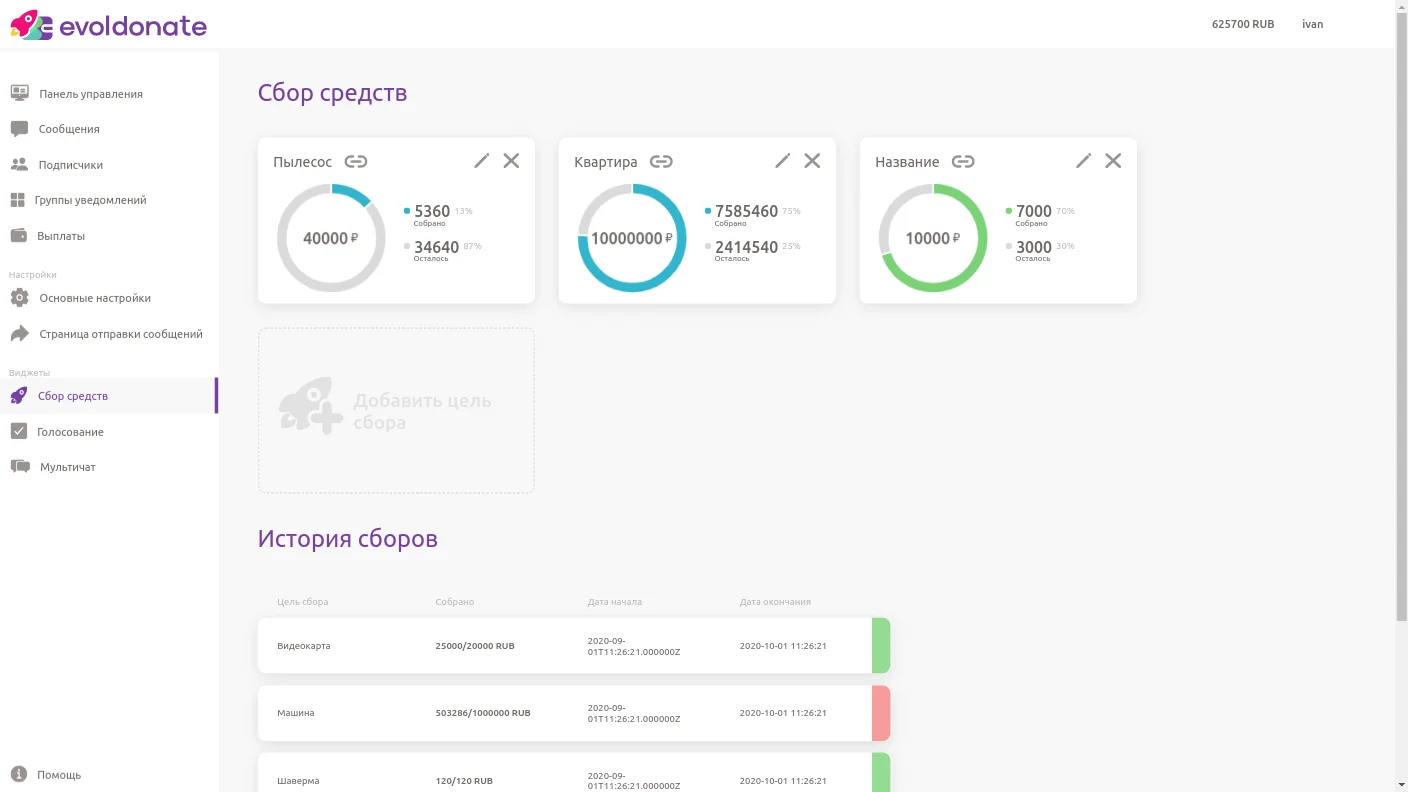 evoldonate
625700 RUB
ivan
Панель управления
Сообщения
Подписчики
Группы уведомлений
Выплаты
Настройки
Основные настройки
Страница отправки сообщений
Виджеты
Сбор средств
Голосование
Мультичат
Помощь
Сбор средств
Пылесос
40000 ₽
5360 13%
Собрано
34640 87%
Осталось
Квартира
10000000 ₽
7585460 75%
Собрано
2414540 25%
Осталось
Название
10000 ₽
7000 70%
Собрано
3000 30%
Осталось
Добавить цель
сбора
История сборов
Цель сбора Собрано Дата начала Дата окончания
Видеокарта 25000/20000 RUB 2020-09-
01T11:26:21.000000Z 2020-10-01 11:26:21
Машина 503286/1000000 RUB 2020-09-
01T11:26:21.000000Z 2020-10-01 11:26:21
Шаверма 120/120 RUB 2020-09-
01T11:26:21.000000Z 2020-10-01 11:26:21